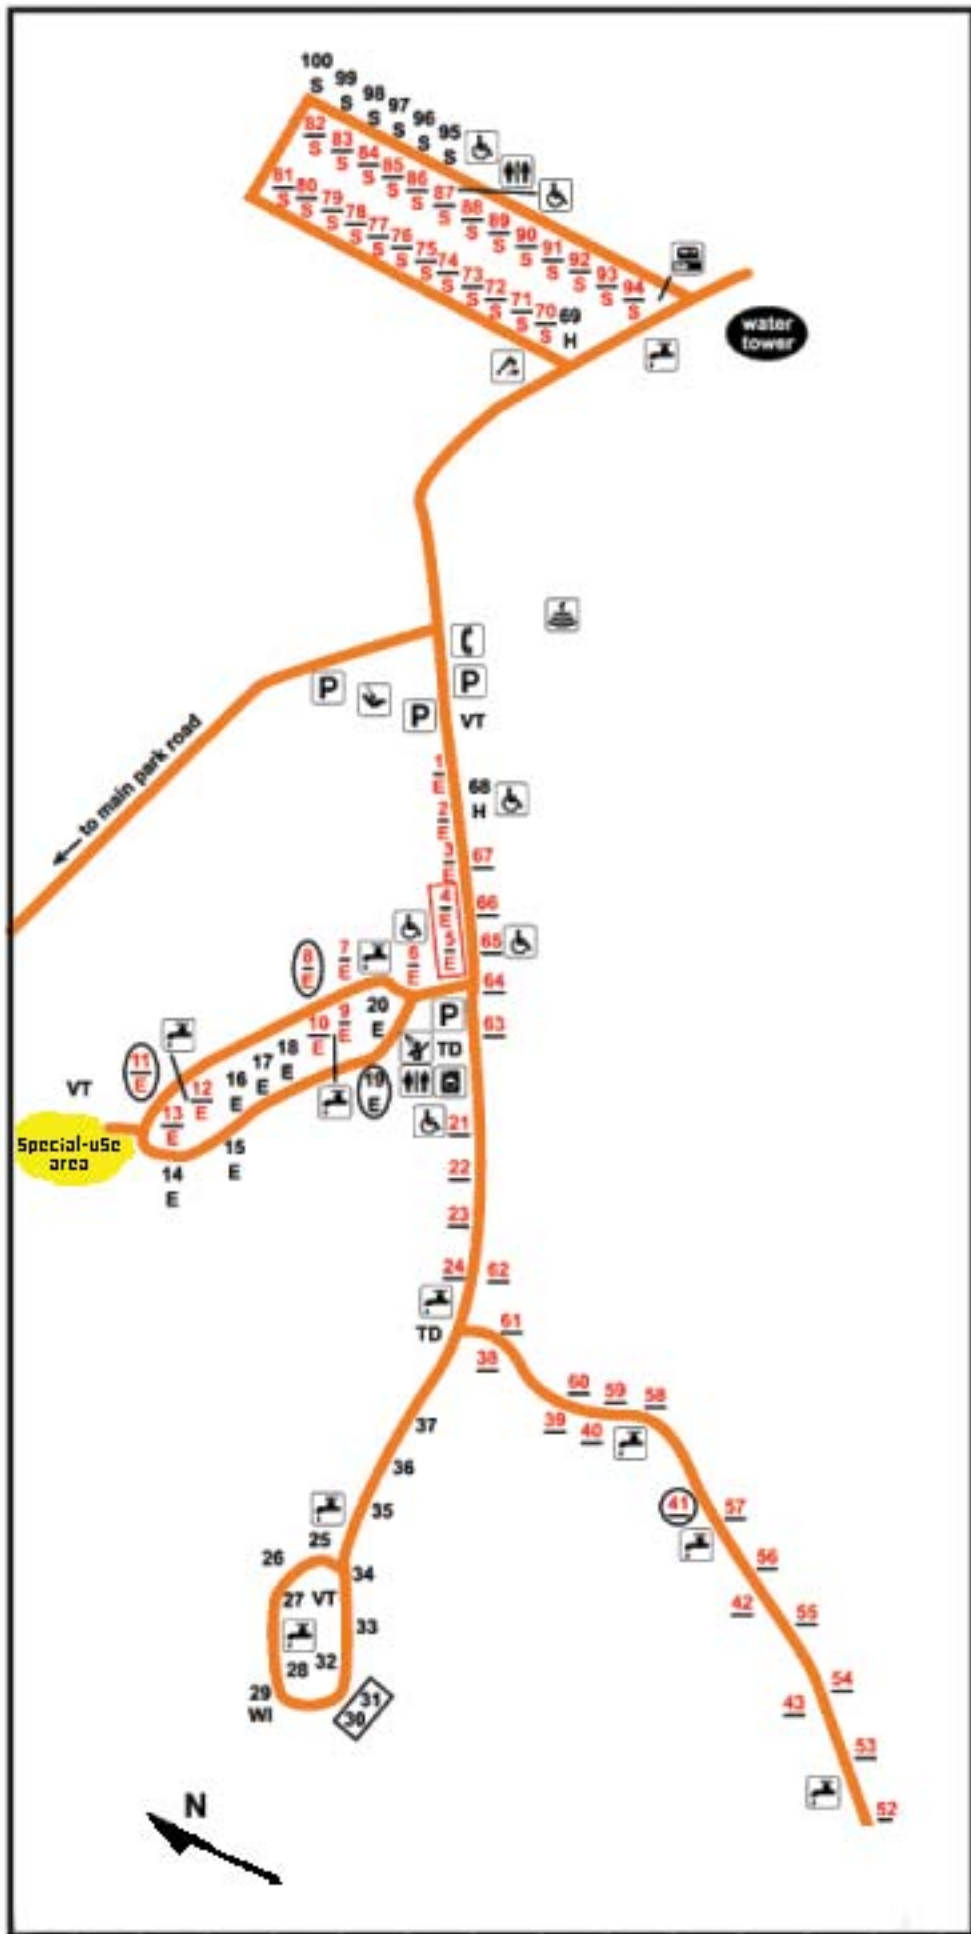 100
S
99
S
98
S
97
S
96
S
95
S
82
S
83
S
84
S
85
S
86
S
87
S
88
S
89
S
90
S
91
S
92
S
93
S
94
S
81
S
80
S
79
S
78
S
77
S
76
S
75
S
74
S
73
S
72
S
71
S
70
S
69
H
water
tower
P
P
P
VT
to main park road
1
E
68
H
2
E
3
E
67
4
E
66
5
E
65
8
E
7
E
6
E
64
20
E
P
63
9
E
10
E
TD
18
E
17
E
16
E
19
E
11
E
12
E
VT
13
E
Special-use
area
21
15
E
14
E
22
23
24
62
TD
61
38
60
59
58
39
40
37
36
35
41
57
25
26
34
56
27
VT
42
55
33
32
28
29
WI
31
30
54
43
53
52
N